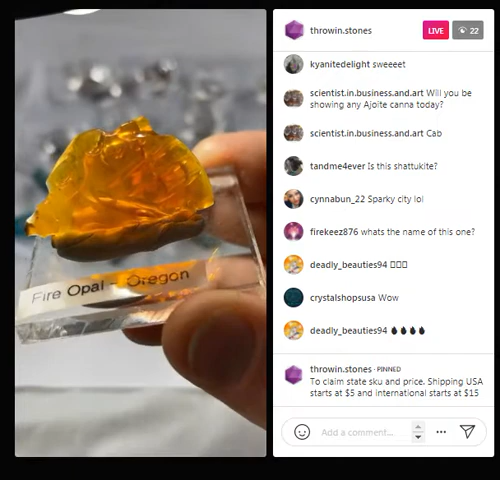 Fire Opal - Oregon
throwin.stones
LIVE
22
kyanitedelight sweeeet
scientist.in.business.and.art Will you be
showing any Ajoite canna today?
scientist.in.business.and.art Cab
tandme4ever Is this shattukite?
cynnabun_22 Sparky city lol
firekeez876 whats the name of this one?
deadly_beauties94
crystalshopsusa Wow
deadly_beauties94
throwin.stones · PINNED
To claim state sku and price. Shipping USA
starts at $5 and international starts at $15
Add a comment...